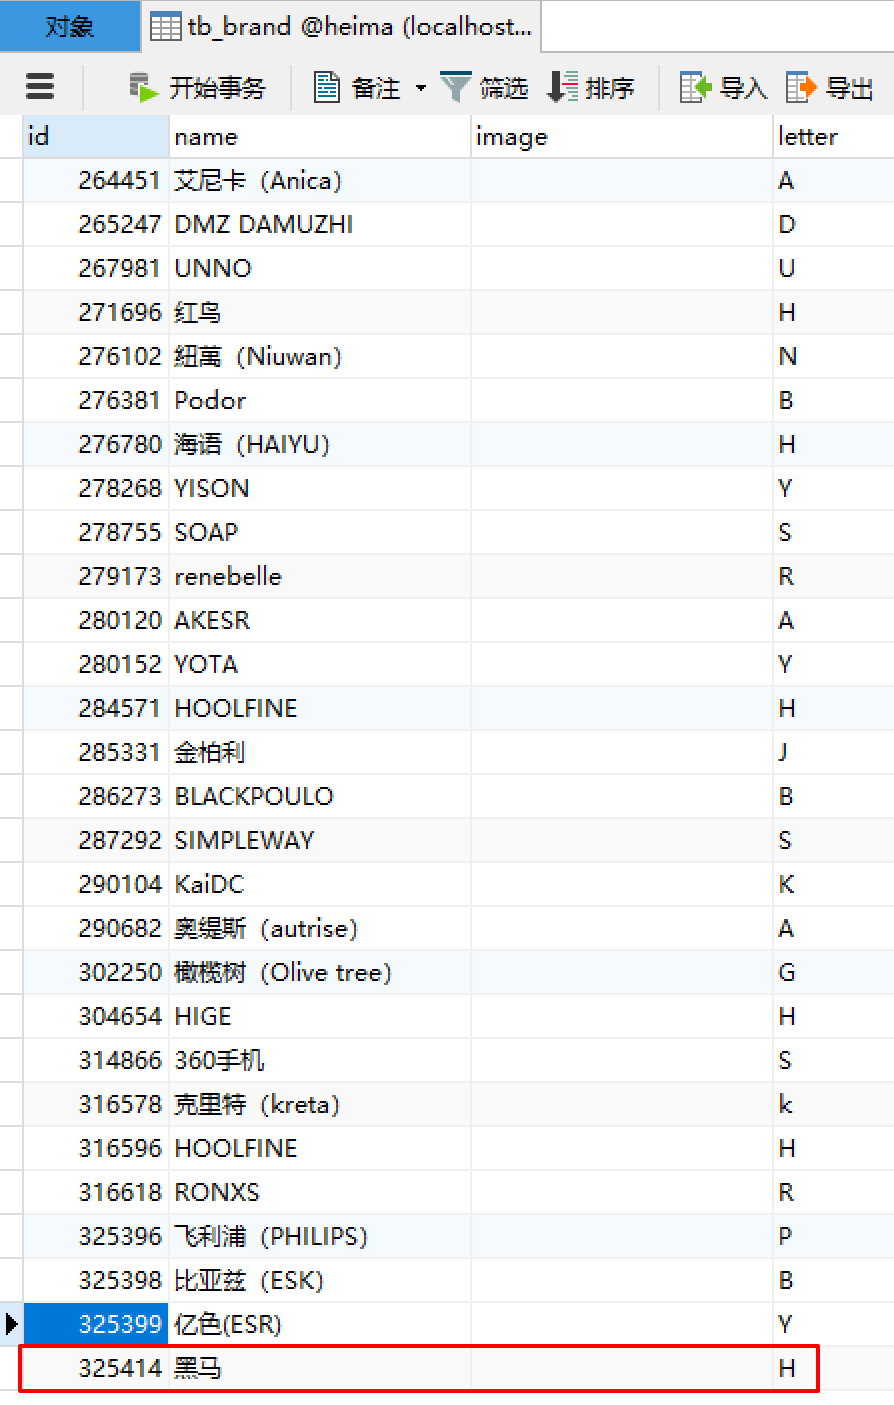 对象 tb_brand @heima (localhost...
开始事务 备注 筛选 排序 导入 导出
id name image letter
264451 艾尼卡（Anica） A
265247 DMZ DAMUZHI D
267981 UNNO U
271696 红鸟 H
276102 紐萬（Niuwan） N
276381 Podor B
276780 海语（HAIYU） H
278268 YISON Y
278755 SOAP S
279173 renebelle R
280120 AKESR A
280152 YOTA Y
284571 HOOLFINE H
285331 金柏利 J
286273 BLACKPOULO B
287292 SIMPLEWAY S
290104 KaiDC K
290682 奥缇斯（autrise） A
302250 橄榄树（Olive tree） G
304654 HIGE H
314866 360手机 S
316578 克里特（kreta） k
316596 HOOLFINE H
316618 RONXS R
325396 飞利浦（PHILIPS） P
325398 比亚兹（ESK） B
325399 亿色(ESR) Y
325414 黑马 H